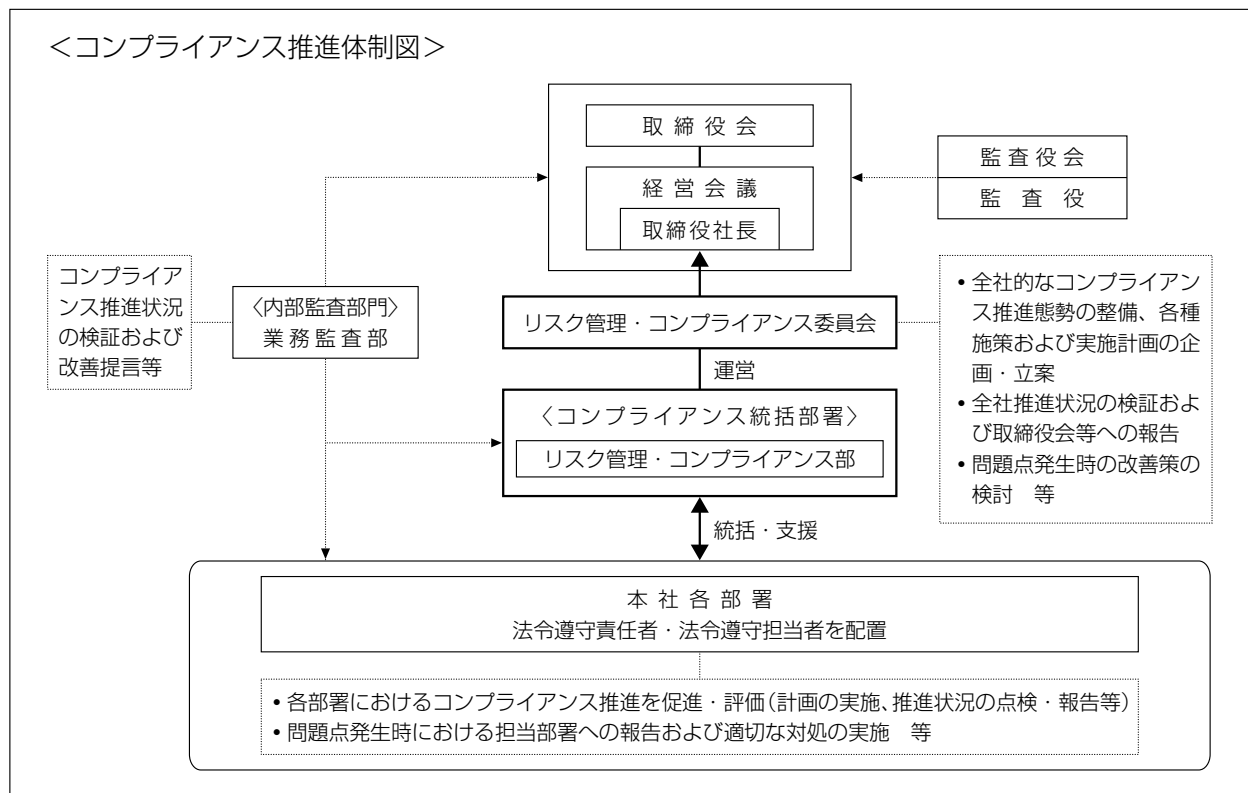 ＜コンプライアンス推進体制図＞
取締役会
経営会議
取締役社長
監査役会
監査役
コンプライア
ンス推進状況
の検証および
改善提言等
〈内部監査部門〉
業務監査部
リスク管理・コンプライアンス委員会
運営
〈コンプライアンス統括部署〉
リスク管理・コンプライアンス部
•全社的なコンプライアン
ス推進態勢の整備、各種
施策および実施計画の企
画・立案
•全社推進状況の検証およ
び取締役会等への報告
•問題点発生時の改善策の
検討　等
統括・支援
本社各部署
法令遵守責任者・法令遵守担当者を配置
•各部署におけるコンプライアンス推進を促進・評価（計画の実施、推進状況の点検・報告等）
•問題点発生時における担当部署への報告および適切な対処の実施　等